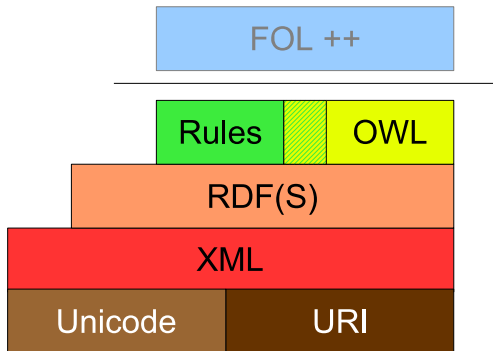 FOL ++
Rules OWL
RDF(S)
XML
Unicode URI